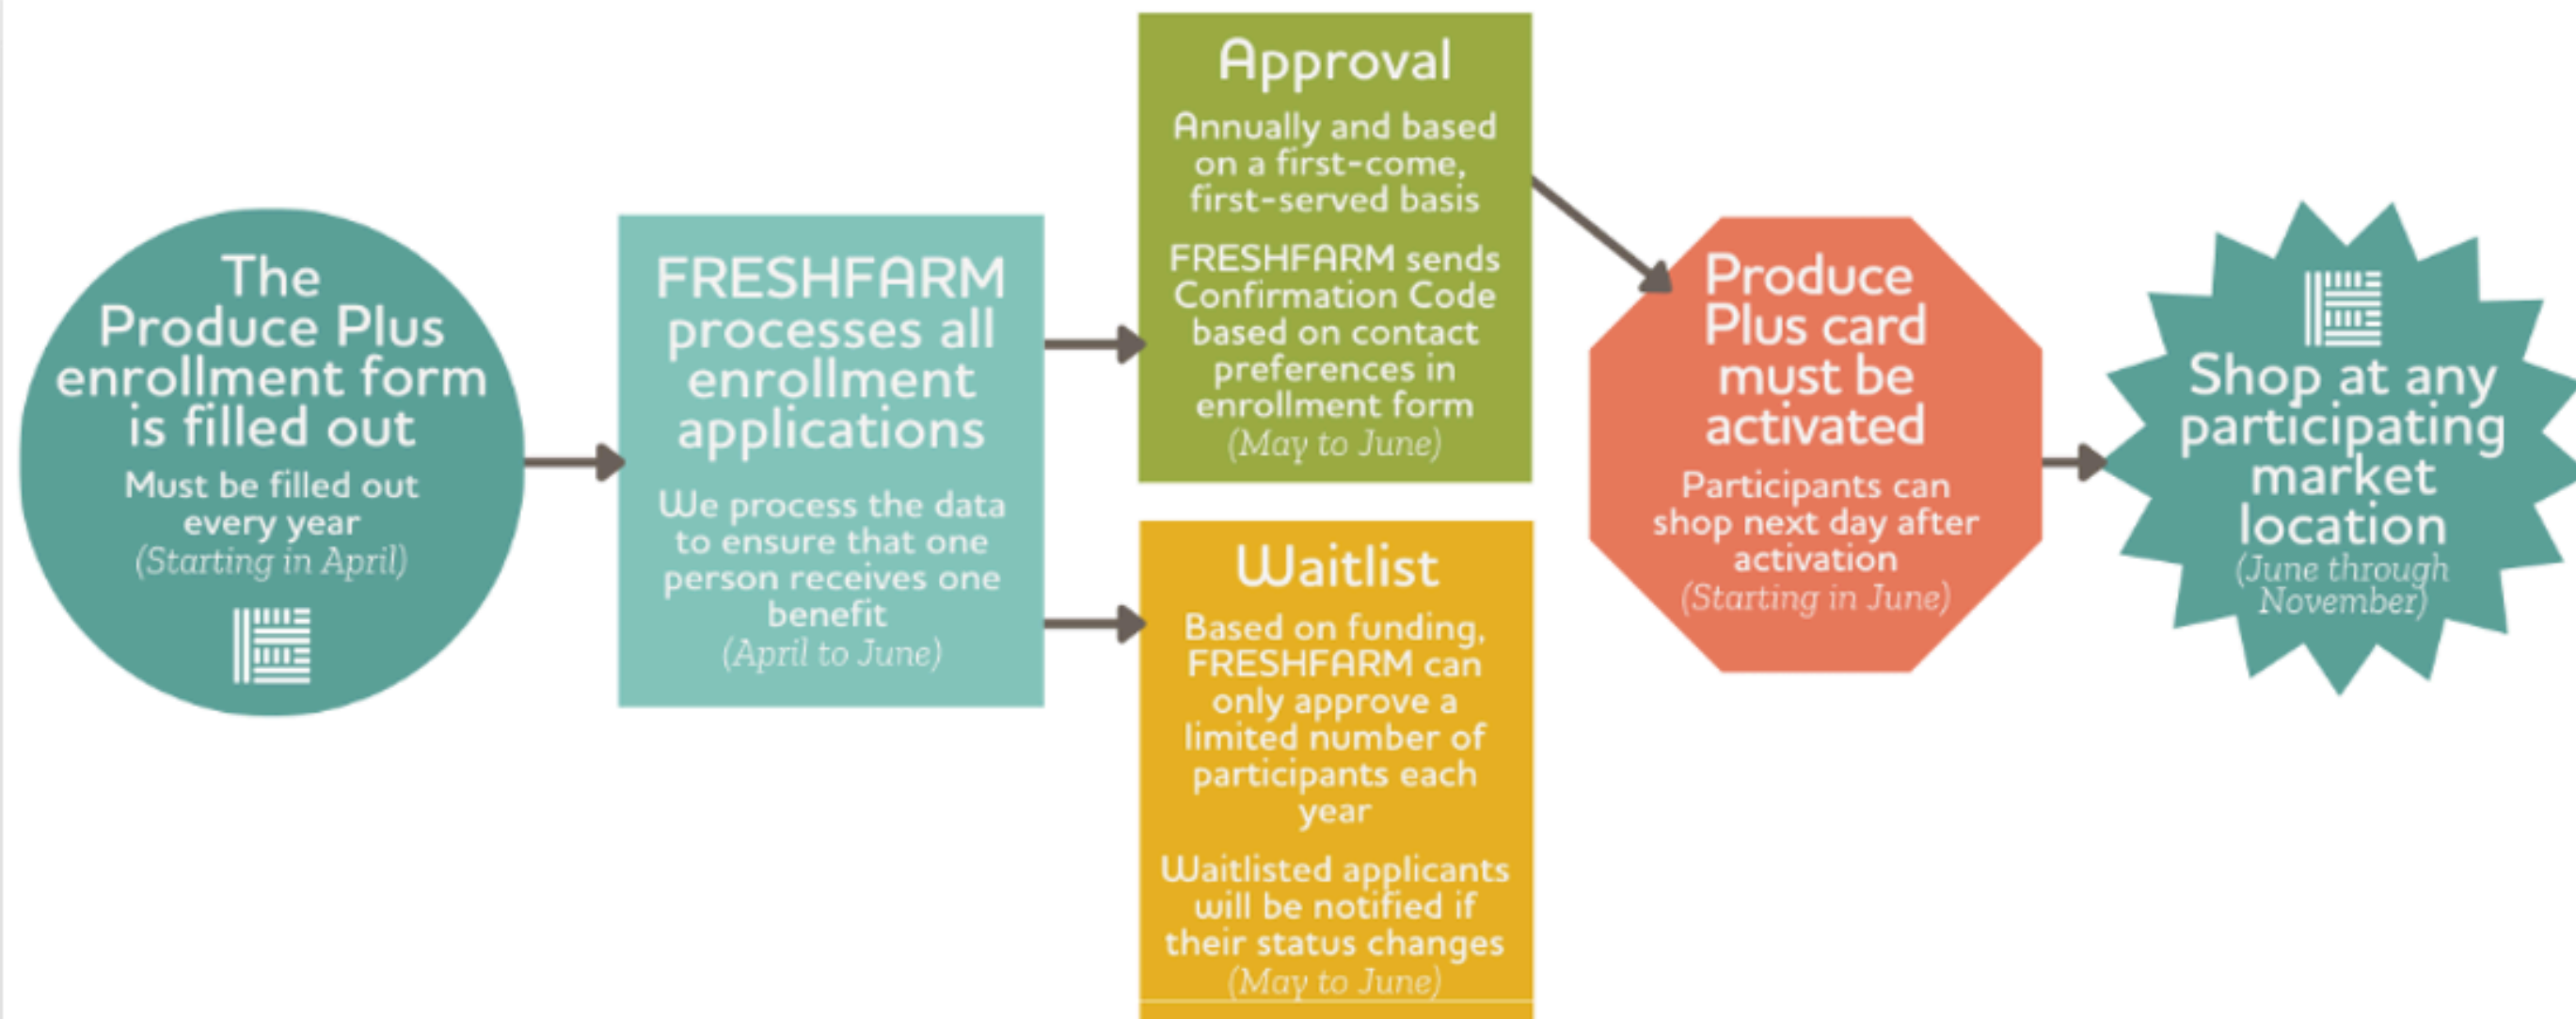 The
Produce Plus
enrollment form
is filled out
Must be filled out
every year
(Starting in April)
FRESHFARM
processes all
enrollment
applications
We process the data
to ensure that one
person receives one
benefit
(April to June)
Approval
Annually and based
on a first-come,
first-served basis
FRESHFARM sends
Confirmation Code
based on contact
preferences in
enrollment form
(May to June)
Waitlist
Based on funding,
FRESHFARM can
only approve a
limited number of
participants each
year
Waitlisted applicants
will be notified if
their status changes
(May to June)
Produce
Plus card
must be
activated
Participants can
shop next day after
activation
(Starting in June)
Shop at any
participating
market
location
(June through
November)